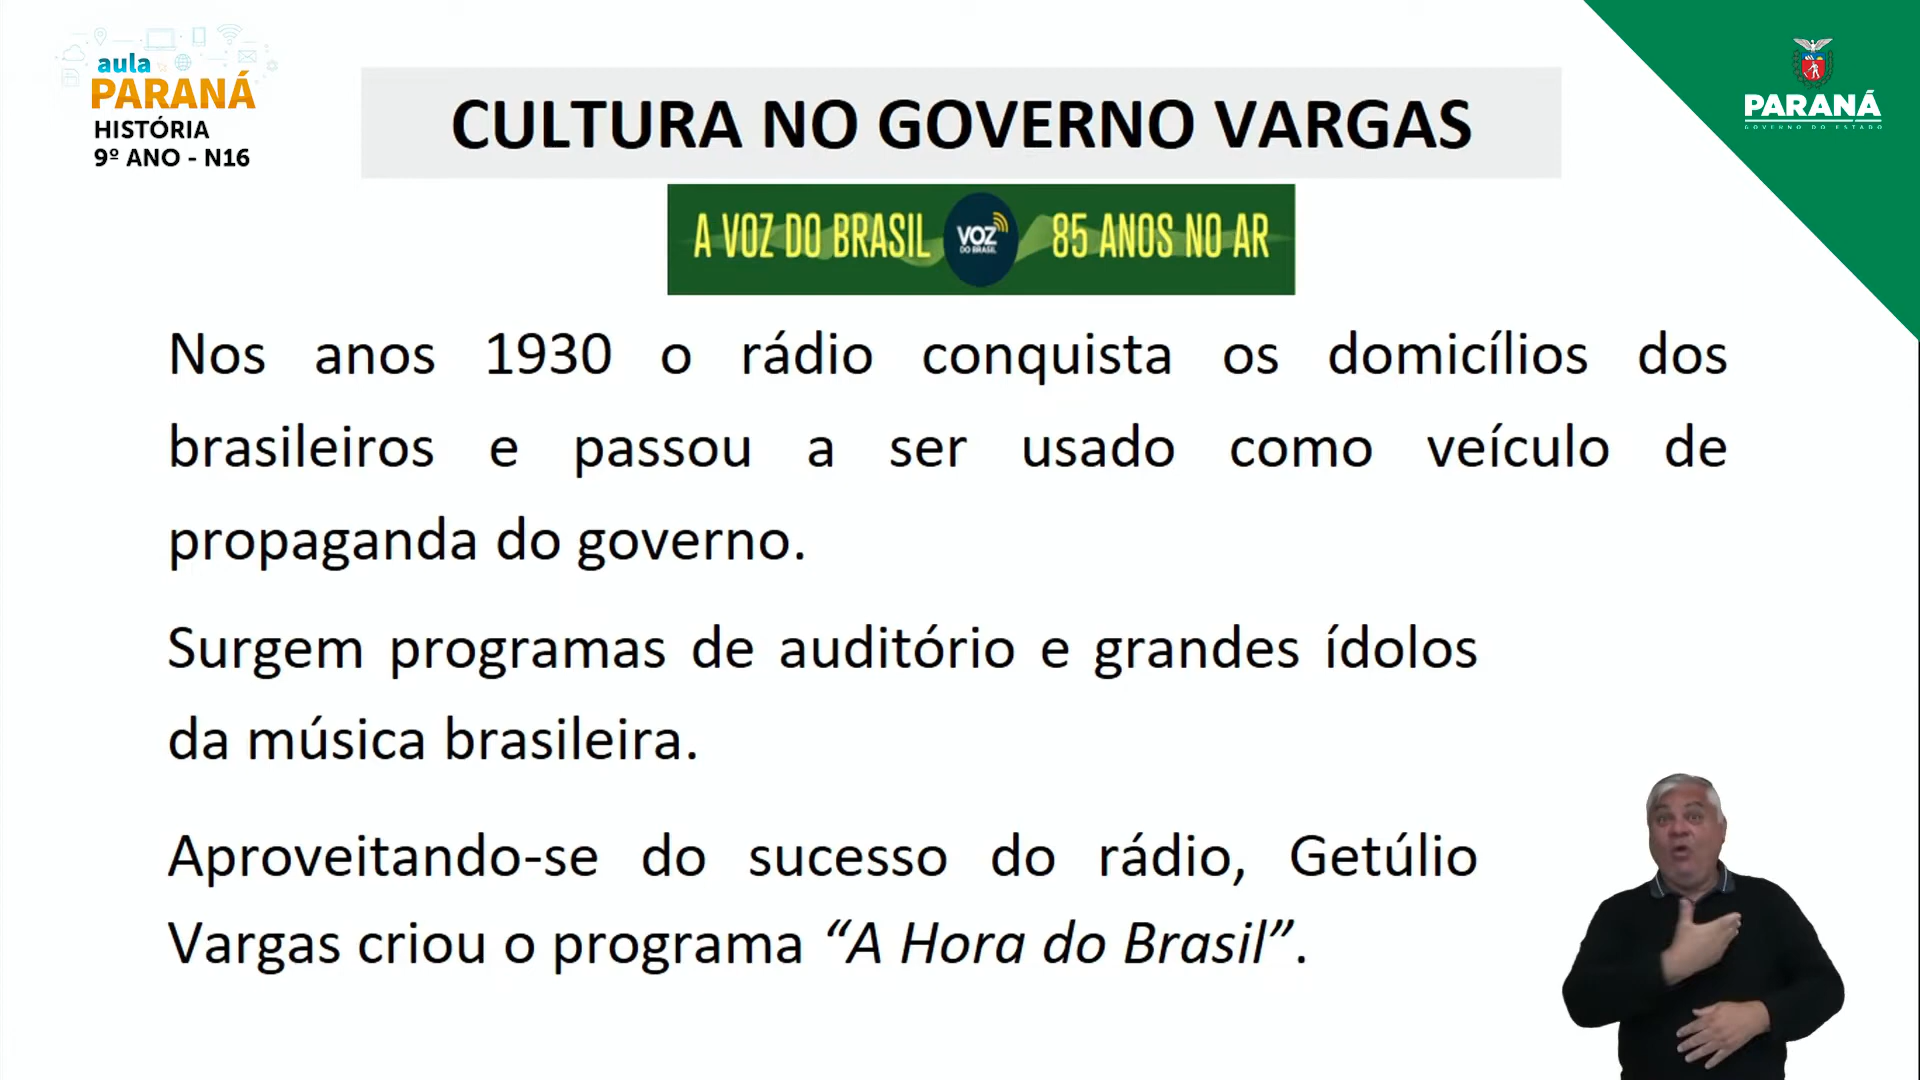 aula
PARANÁ
HISTÓRIA
9º ANO - N16
CULTURA NO GOVERNO VARGAS
PARANÁ
GOVERNO DO ESTADO
A VOZ DO BRASIL VOZ DO BRASIL 85 ANOS NO AR
Nos anos 1930 o rádio conquista os domicílios dos
brasileiros e passou a ser usado como veículo de
propaganda do governo.
Surgem programas de auditório e grandes ídolos
da música brasileira.
Aproveitando-se do sucesso do rádio, Getúlio
Vargas criou o programa “A Hora do Brasil”.